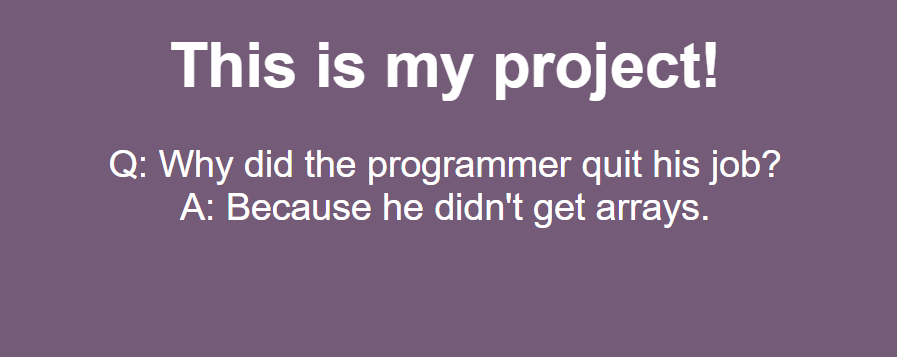 This is my project!
Q: Why did the programmer quit his job?
A: Because he didn't get arrays.